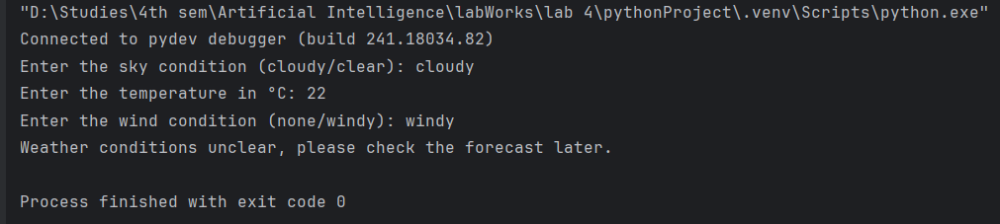 "D:\Studies\4th sem\Artificial Intelligence\labWorks\lab 4\pythonProject\.venv\Scripts\python.exe"
Connected to pydev debugger (build 241.18034.82)
Enter the sky condition (cloudy/clear): cloudy
Enter the temperature in °C: 22
Enter the wind condition (none/windy): windy
Weather conditions unclear, please check the forecast later.
Process finished with exit code 0